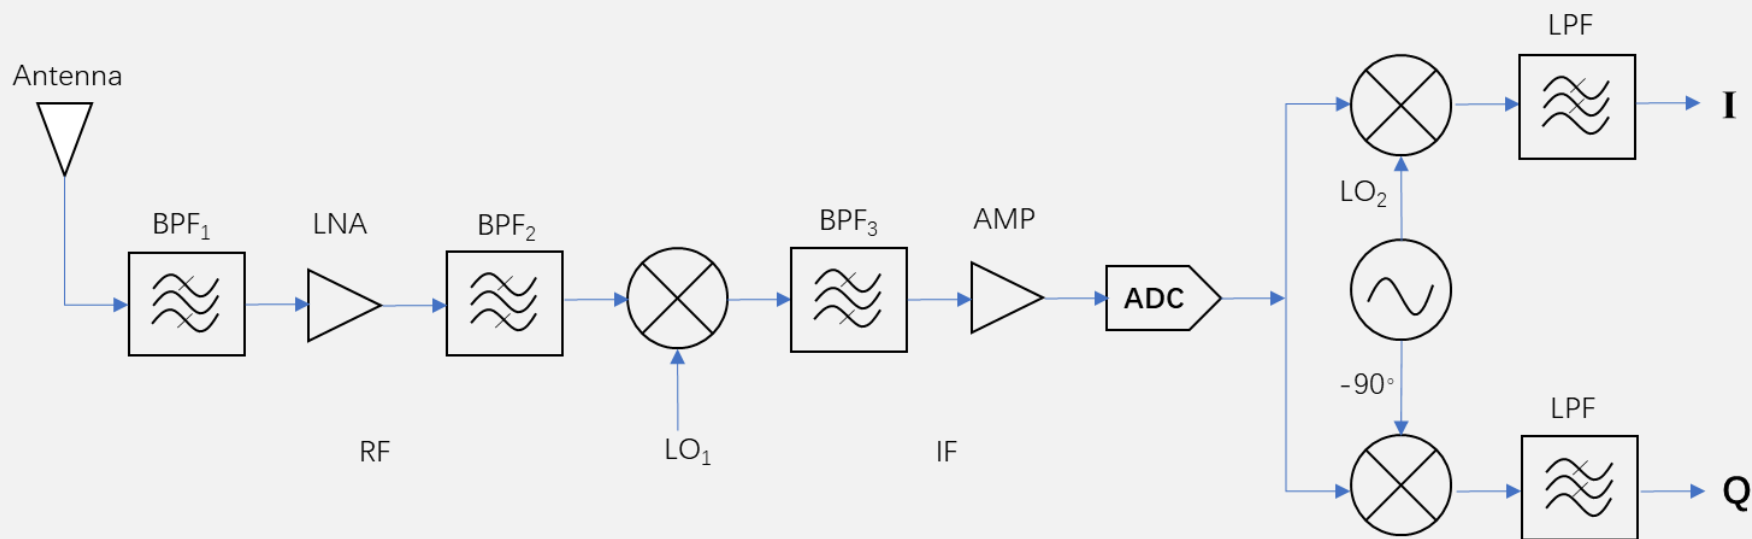 Antenna
BPF₁
LNA
BPF₂
BPF₃
AMP
ADC
RF
LO₁
IF
LO₂
-90°
LPF
I
LPF
Q